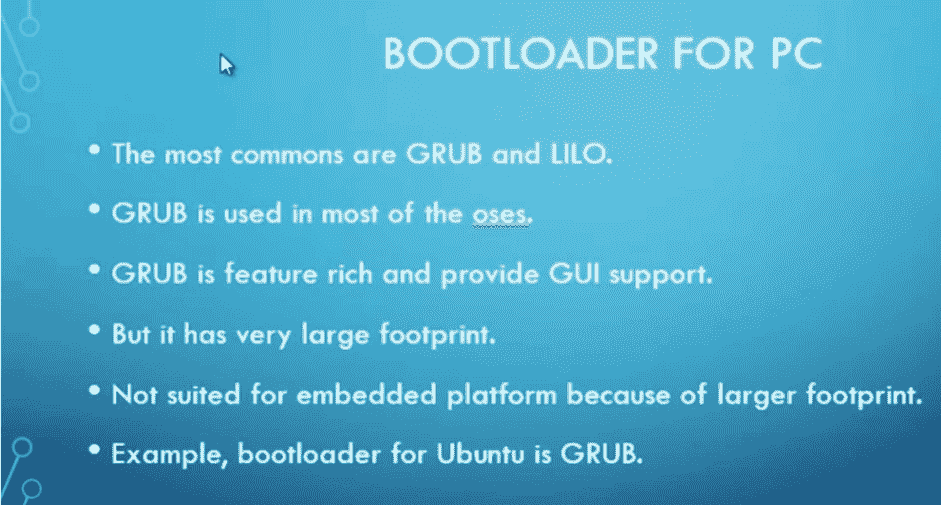 BOOTLOADER FOR PC
• The most commons are GRUB and LILO.
• GRUB is used in most of the oses.
• GRUB is feature rich and provide GUI support.
• But it has very large footprint.
• Not suited for embedded platform because of larger footprint.
• Example, bootloader for Ubuntu is GRUB.